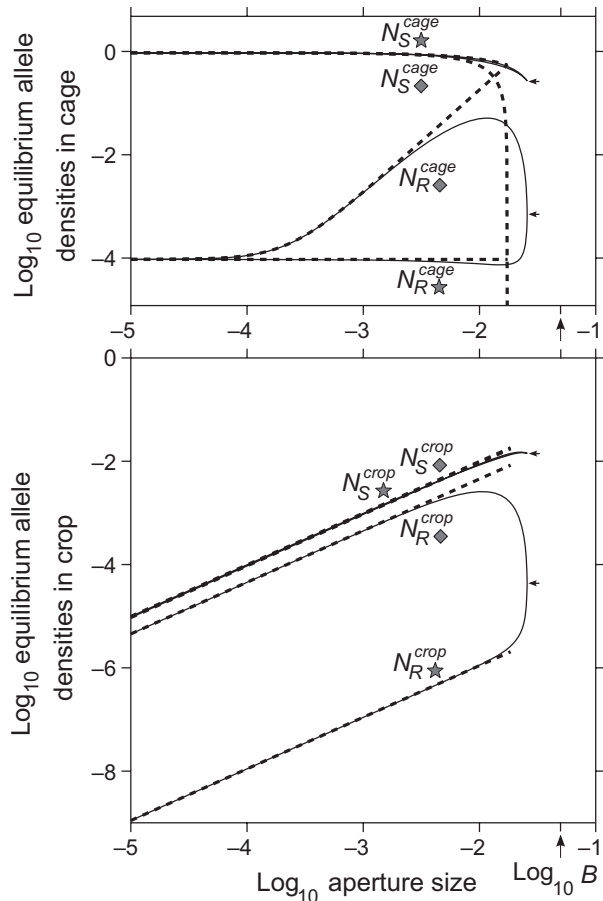 Log10 equilibrium allele
densities in cage
0
−2
−4
N_S^cage ★
N_S^cage ◆
N_R^cage ◆
N_R^cage ★
−5 −4 −3 −2 −1
Log10 equilibrium allele
densities in crop
0
−2
−4
−6
−8
N_S^crop ◆
N_S^crop ★
N_R^crop ◆
N_R^crop ★
−5 −4 −3 −2 −1
Log10 aperture size
Log10 B